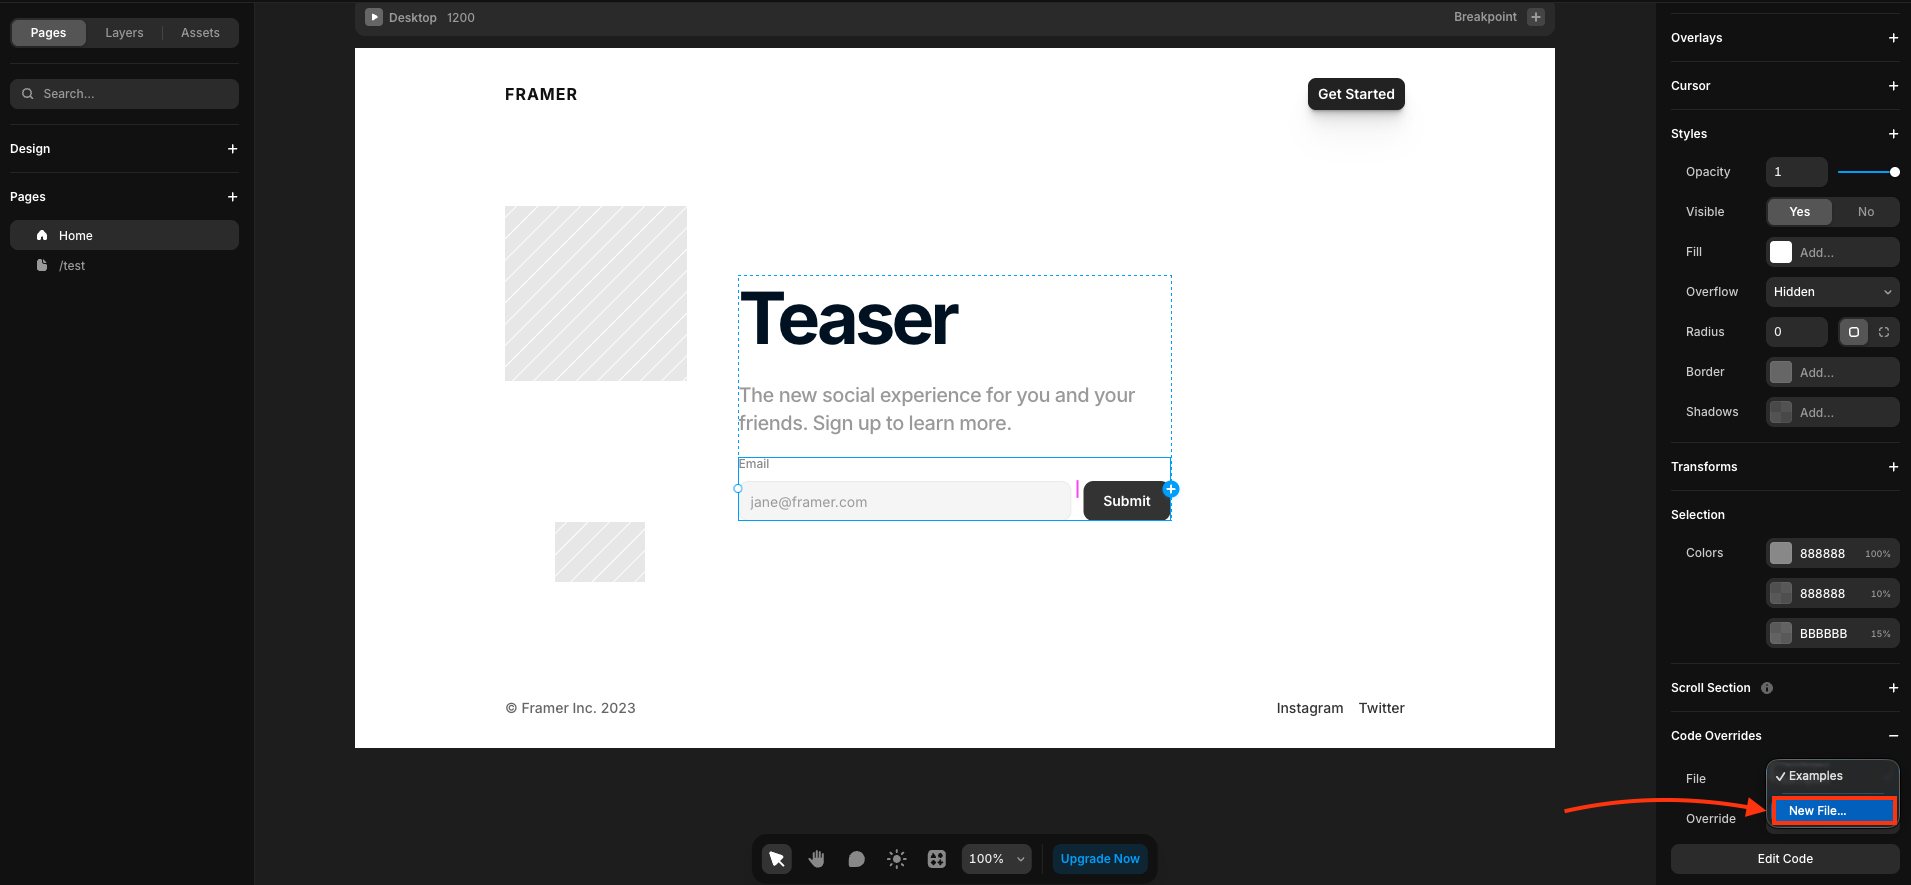 Pages
Layers
Assets
Search...
Design
Pages
Home
/test
Desktop 1200
Breakpoint
FRAMER
Get Started
Teaser
The new social experience for you and your
friends. Sign up to learn more.
Email
jane@framer.com
Submit
© Framer Inc. 2023
Instagram
Twitter
100%
Upgrade Now
Overlays
Cursor
Styles
Opacity 1
Visible Yes No
Fill Add...
Overflow Hidden
Radius 0
Border Add...
Shadows Add...
Transforms
Selection
Colors 888888 100%
888888 10%
BBBBBB 15%
Scroll Section
Code Overrides
File Examples
New File...
Override
Edit Code